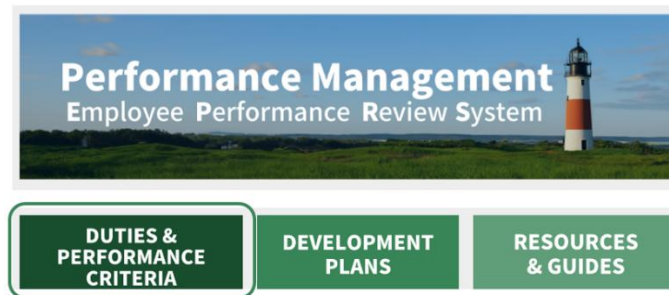 Performance Management
Employee Performance Review System
DUTIES &
PERFORMANCE
CRITERIA
DEVELOPMENT
PLANS
RESOURCES
& GUIDES